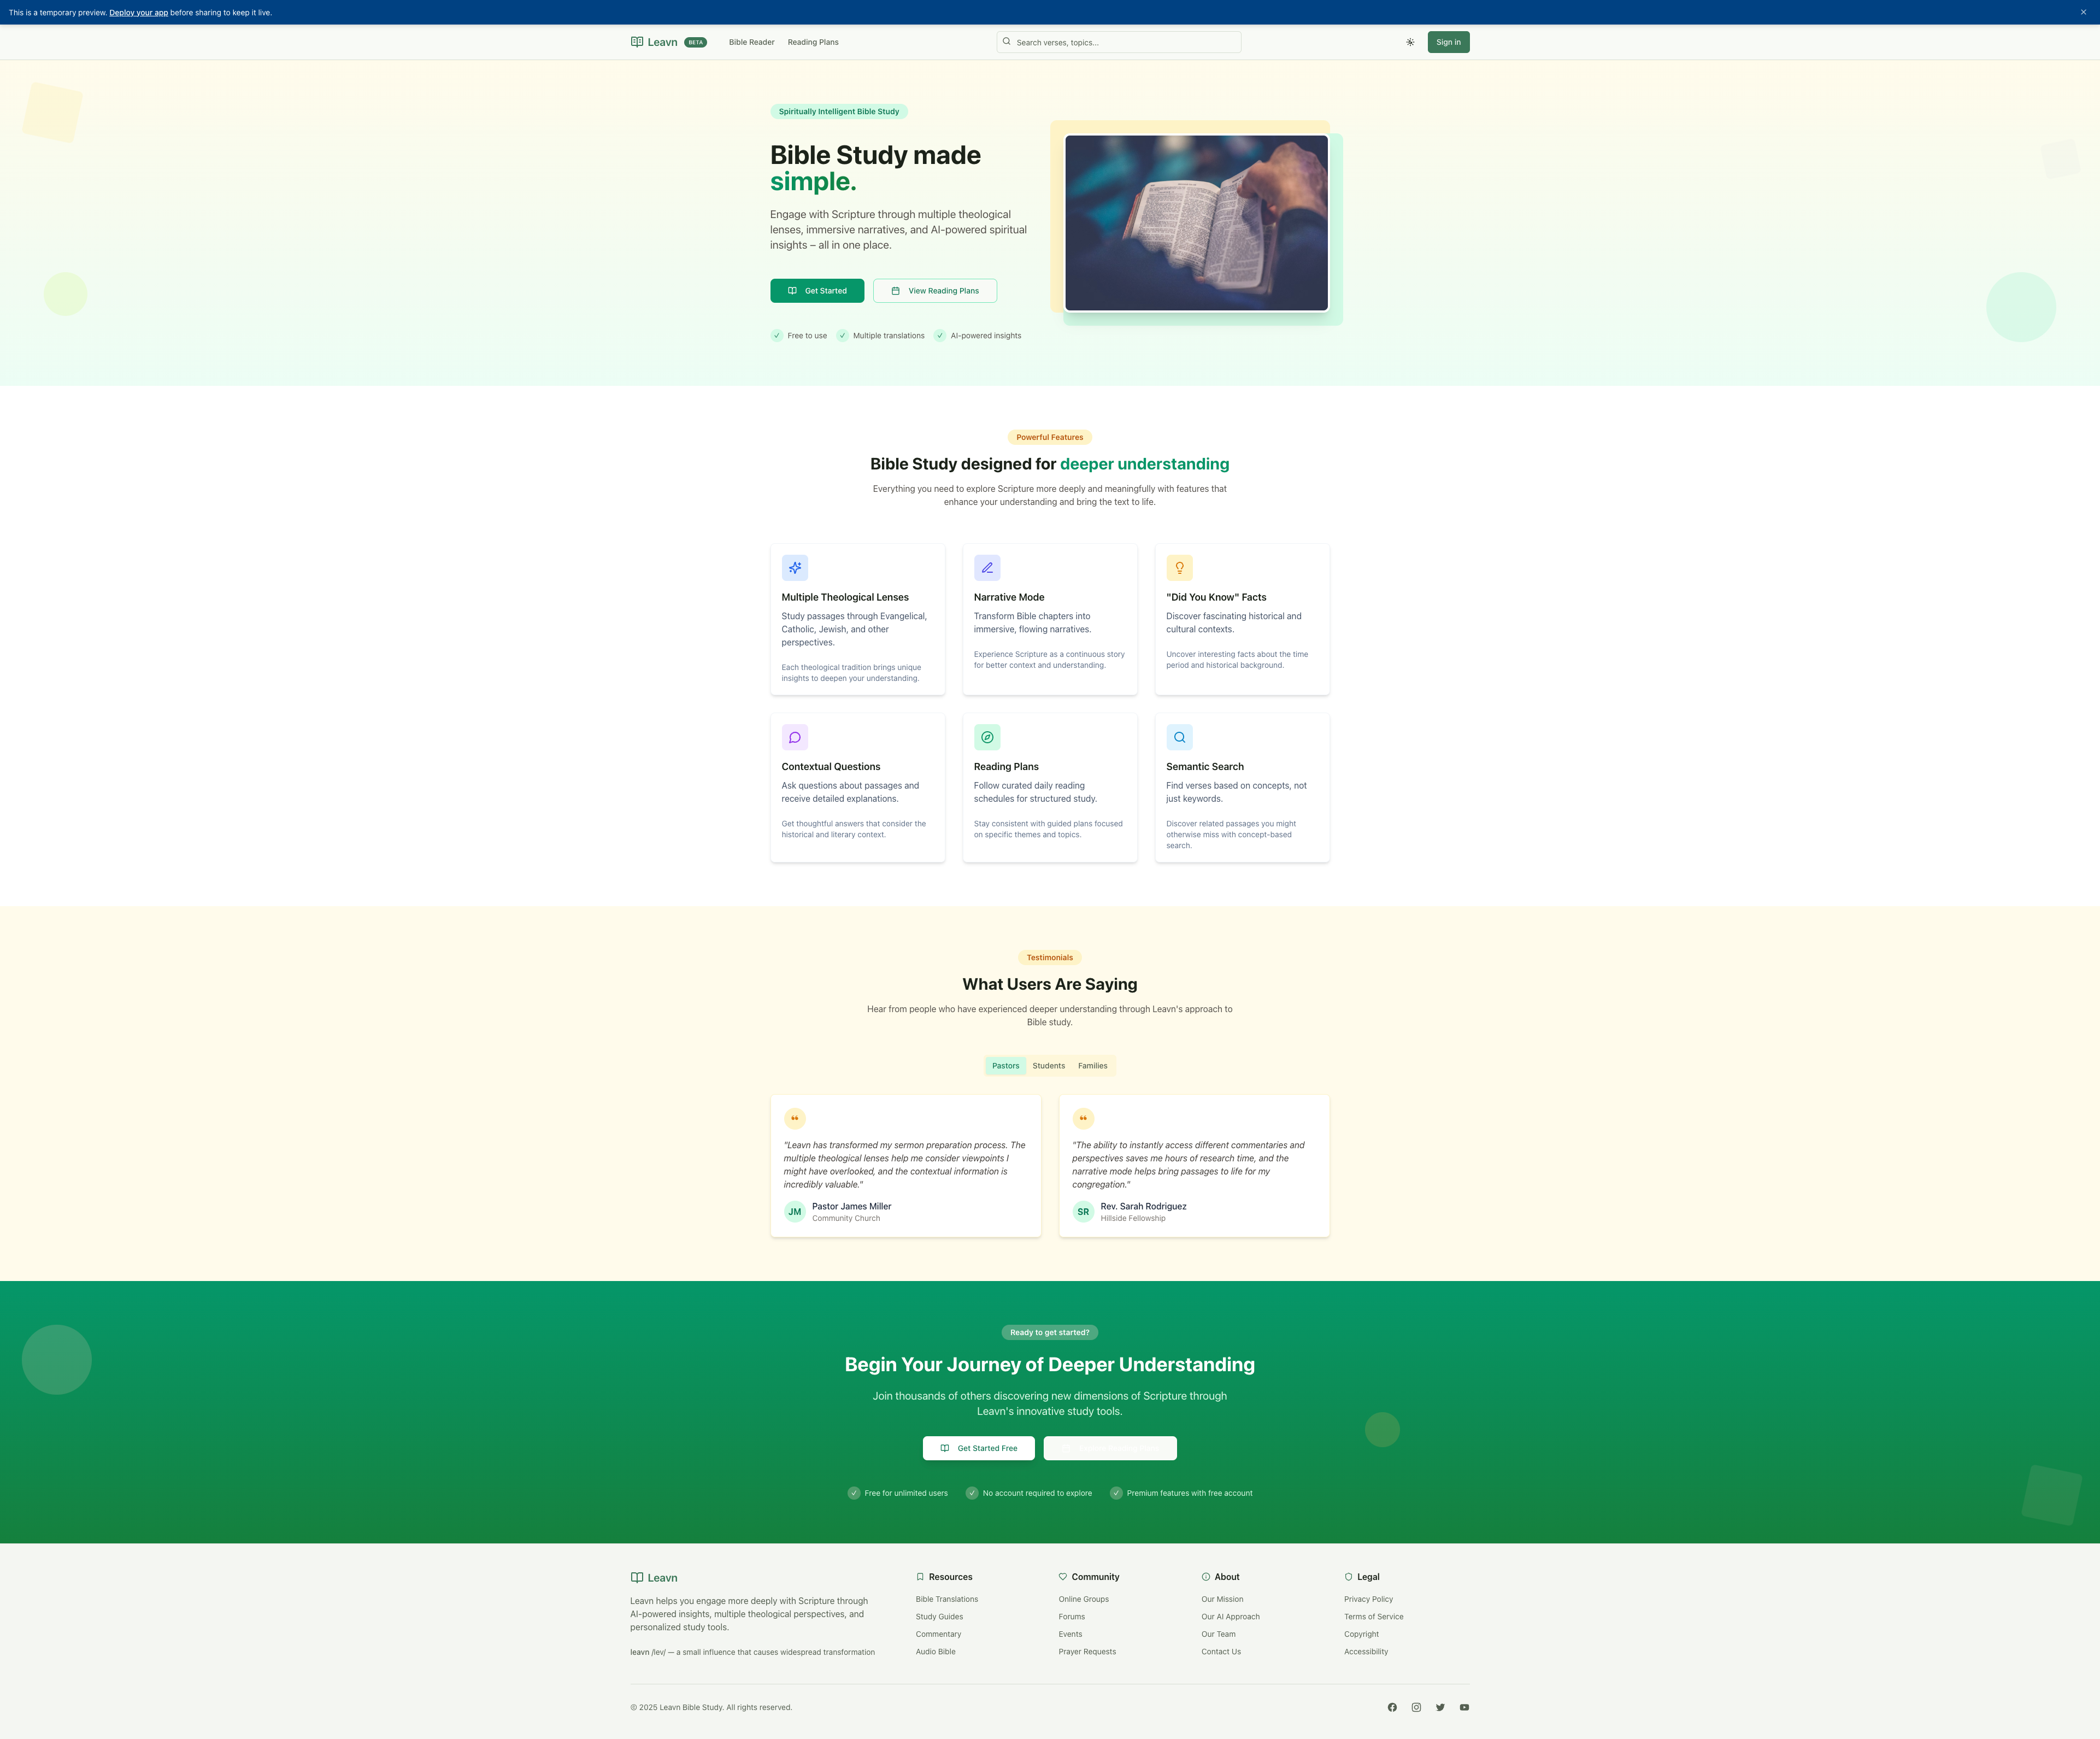 This is a temporary preview. Deploy your app before sharing to keep it live.
Leavn BETA Bible Reader Reading Plans Search verses, topics... Sign in
Spiritually Intelligent Bible Study
Bible Study made
simple.
Engage with Scripture through multiple theological
lenses, immersive narratives, and AI-powered spiritual
insights – all in one place.
Get Started View Reading Plans
Free to use Multiple translations AI-powered insights
Powerful Features
Bible Study designed for deeper understanding
Everything you need to explore Scripture more deeply and meaningfully with features that
enhance your understanding and bring the text to life.
Multiple Theological Lenses
Study passages through Evangelical,
Catholic, Jewish, and other
perspectives.
Each theological tradition brings unique
insights to deepen your understanding.
Narrative Mode
Transform Bible chapters into
immersive, flowing narratives.
Experience Scripture as a continuous story
for better context and understanding.
"Did You Know" Facts
Discover fascinating historical and
cultural contexts.
Uncover interesting facts about the time
period and historical background.
Contextual Questions
Ask questions about passages and
receive detailed explanations.
Get thoughtful answers that consider the
historical and literary context.
Reading Plans
Follow curated daily reading
schedules for structured study.
Stay consistent with guided plans focused
on specific themes and topics.
Semantic Search
Find verses based on concepts, not
just keywords.
Discover related passages you might
otherwise miss with concept-based
search.
Testimonials
What Users Are Saying
Hear from people who have experienced deeper understanding through Leavn's approach to
Bible study.
Pastors Students Families
"Leavn has transformed my sermon preparation process. The
multiple theological lenses help me consider viewpoints I
might have overlooked, and the contextual information is
incredibly valuable."
JM Pastor James Miller
Community Church
"The ability to instantly access different commentaries and
perspectives saves me hours of research time, and the
narrative mode helps bring passages to life for my
congregation."
SR Rev. Sarah Rodriguez
Hillside Fellowship
Ready to get started?
Begin Your Journey of Deeper Understanding
Join thousands of others discovering new dimensions of Scripture through
Leavn's innovative study tools.
Get Started Free
Free for unlimited users No account required to explore Premium features with free account
Leavn
Leavn helps you engage more deeply with Scripture through
AI-powered insights, multiple theological perspectives, and
personalized study tools.
leavn /lev/ — a small influence that causes widespread transformation
Resources
Bible Translations
Study Guides
Commentary
Audio Bible
Community
Online Groups
Forums
Events
Prayer Requests
About
Our Mission
Our AI Approach
Our Team
Contact Us
Legal
Privacy Policy
Terms of Service
Copyright
Accessibility
© 2025 Leavn Bible Study. All rights reserved.